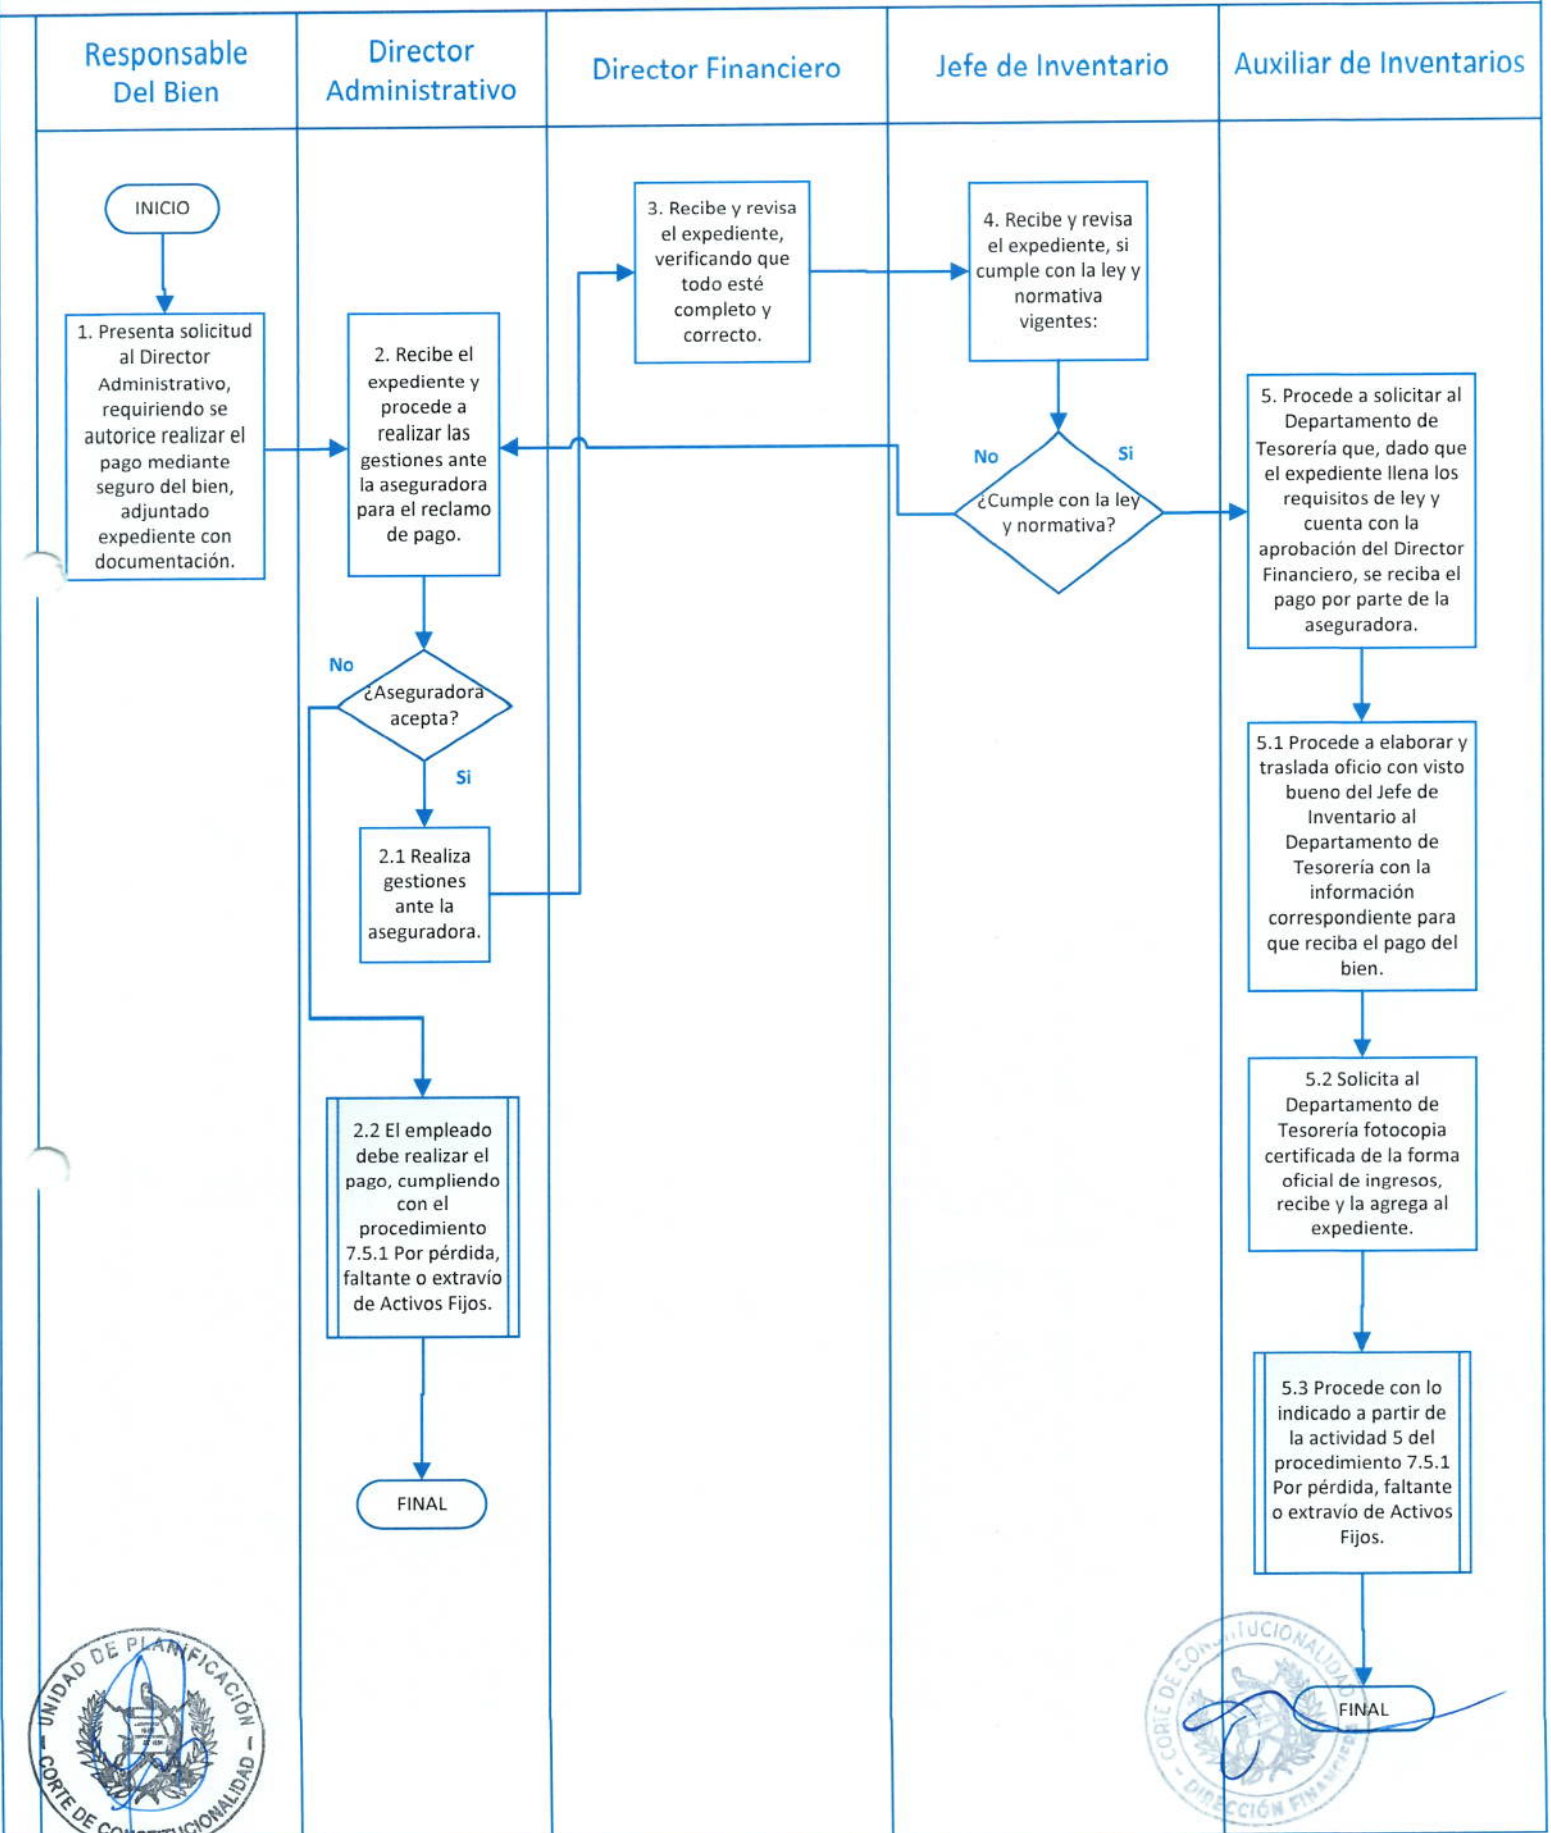 Responsable
Del Bien
Director
Administrativo
Director Financiero
Jefe de Inventario
Auxiliar de Inventarios
INICIO
1. Presenta solicitud
al Director
Administrativo,
requiriendo se
autorice realizar el
pago mediante
seguro del bien,
adjuntado
expediente con
documentación.
2. Recibe el
expediente y
procede a
realizar las
gestiones ante
la aseguradora
para el reclamo
de pago.
No
¿Aseguradora
acepta?
Si
2.1 Realiza
gestiones
ante la
aseguradora.
2.2 El empleado
debe realizar el
pago, cumpliendo
con el
procedimiento
7.5.1 Por pérdida,
faltante o extravío
de Activos Fijos.
FINAL
3. Recibe y revisa
el expediente,
verificando que
todo esté
completo y
correcto.
4. Recibe y revisa
el expediente, si
cumple con la ley y
normativa
vigentes:
No
Si
¿Cumple con la ley
y normativa?
5. Procede a solicitar al
Departamento de
Tesorería que, dado que
el expediente llena los
requisitos de ley y
cuenta con la
aprobación del Director
Financiero, se reciba el
pago por parte de la
aseguradora.
5.1 Procede a elaborar y
traslada oficio con visto
bueno del Jefe de
Inventario al
Departamento de
Tesorería con la
información
correspondiente para
que reciba el pago del
bien.
5.2 Solicita al
Departamento de
Tesorería fotocopia
certificada de la forma
oficial de ingresos,
recibe y la agrega al
expediente.
5.3 Procede con lo
indicado a partir de
la actividad 5 del
procedimiento 7.5.1
Por pérdida, faltante
o extravío de Activos
Fijos.
FINAL
UNIDAD DE PLANIFICACIÓN
CORTE DE CONSTITUCIONALIDAD
CORTE DE CONSTITUCIONALIDAD
DIRECCIÓN FINANCIERA